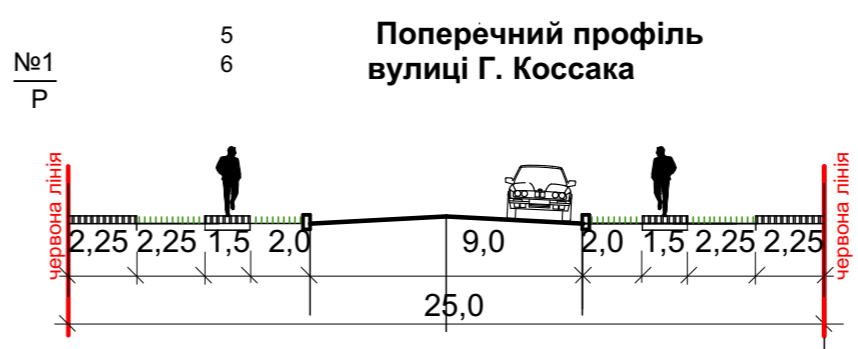 5
Поперечний профіль
№1
6
вулиці Г. Коссака
Р
червона лінія
червона лінія
2,25 2,25 1,5 2,0 9,0 2,0 1,5 2,25 2,25
25,0